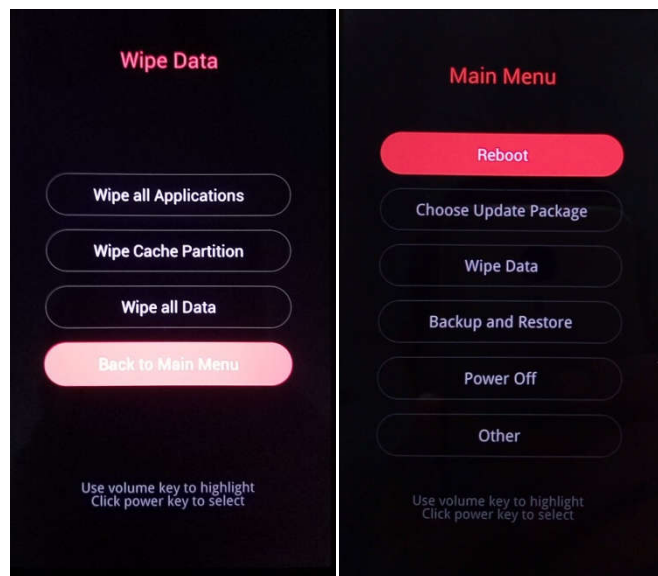 Wipe Data
Wipe all Applications
Wipe Cache Partition
Wipe all Data
Back to Main Menu
Use volume key to highlight
Click power key to select
Main Menu
Reboot
Choose Update Package
Wipe Data
Backup and Restore
Power Off
Other
Use volume key to highlight
Click power key to select